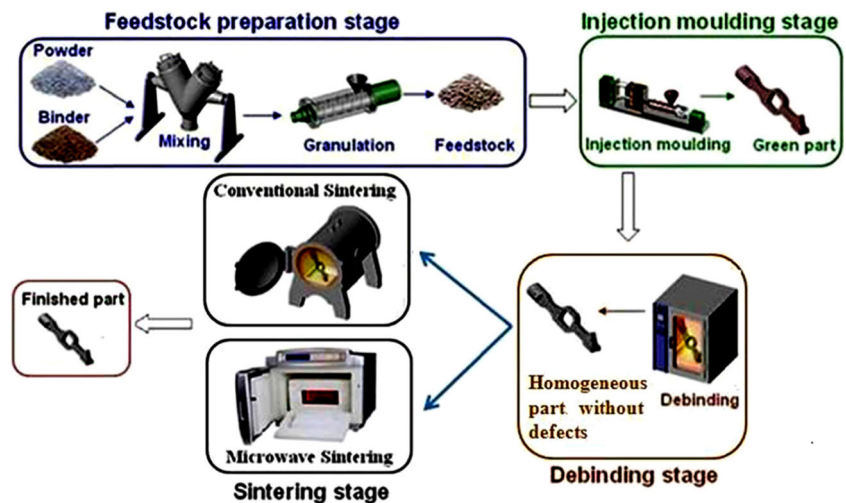 Feedstock preparation stage
Powder
Binder
Mixing
Granulation
Feedstock
Injection moulding stage
Injection moulding
Green part
Debinding
Homogeneous
part without
defects
Debinding stage
Conventional Sintering
Microwave Sintering
Sintering stage
Finished part